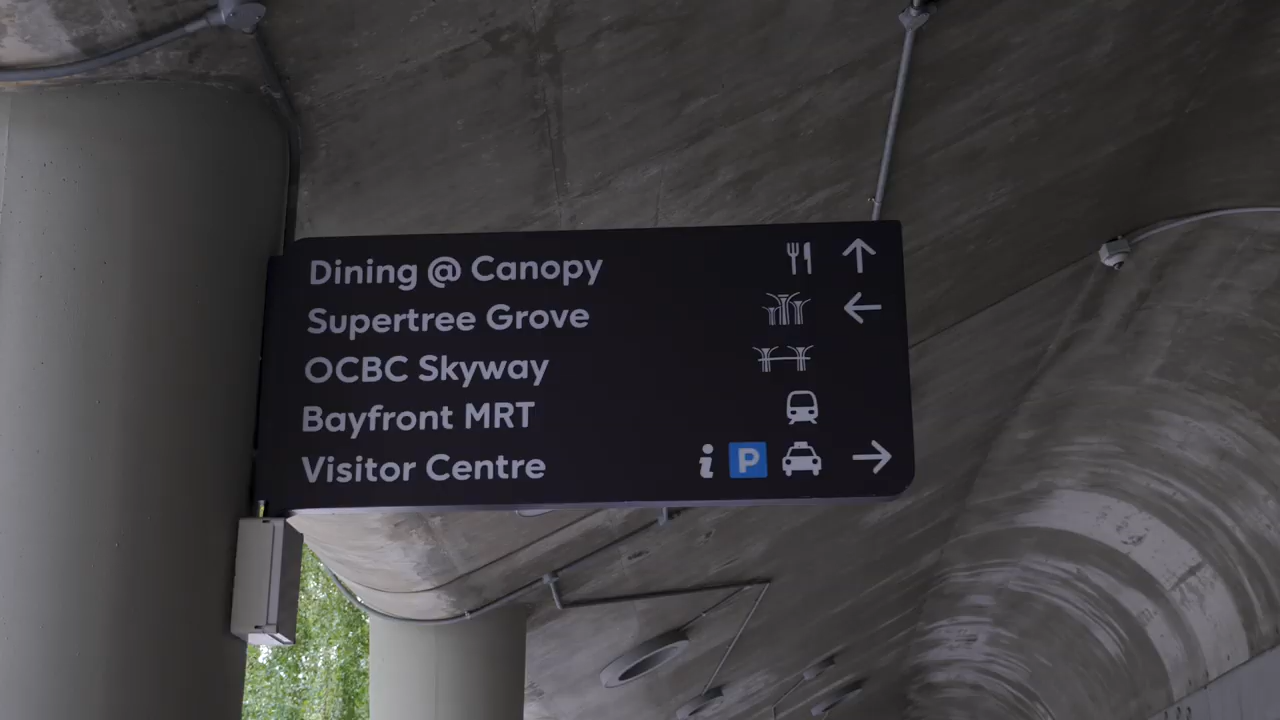 Dining @ Canopy
Supertree Grove
OCBC Skyway
Bayfront MRT
Visitor Centre P